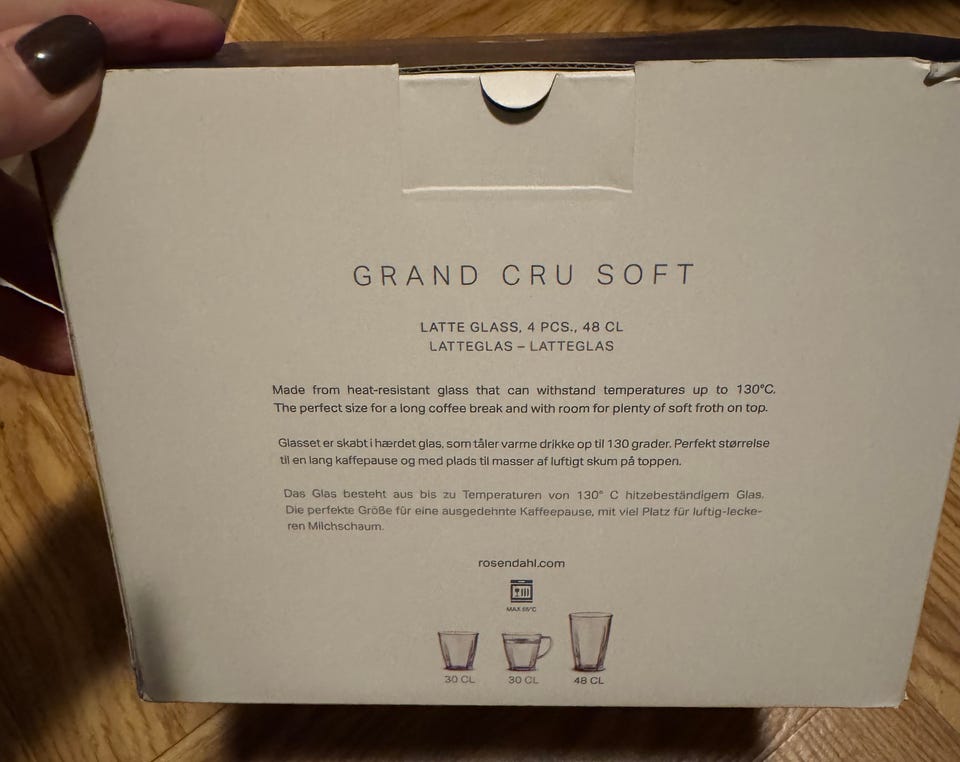 GRAND CRU SOFT
LATTE GLASS, 4 PCS., 48 CL
LATTEGLAS – LATTEGLAS
Made from heat-resistant glass that can withstand temperatures up to 130°C.
The perfect size for a long coffee break and with room for plenty of soft froth on top.
Glasset er skabt i hærdet glas, som tåler varme drikke op til 130 grader. Perfekt størrelse
til en lang kaffepause og med plads til masser af luftigt skum på toppen.
Das Glas besteht aus bis zu Temperaturen von 130° C hitzebeständigem Glas.
Die perfekte Größe für eine ausgedehnte Kaffeepause, mit viel Platz für luftig-lecke-
ren Milchschaum.
rosendahl.com
MAX 55°C
30 CL 30 CL 48 CL